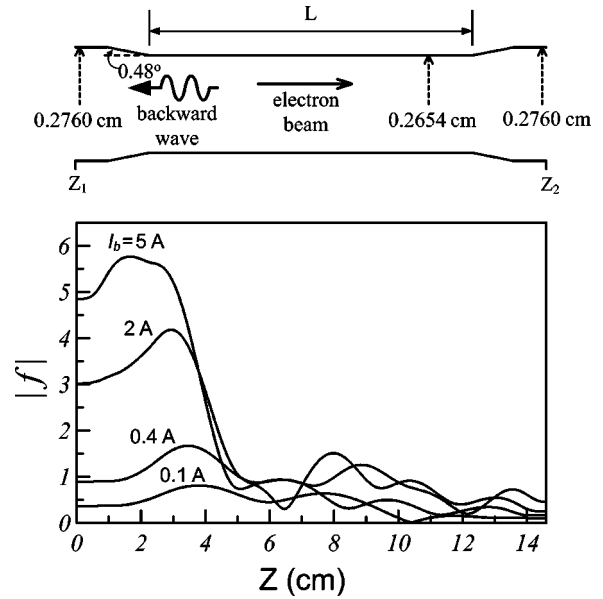 L
0.48°
backward wave
electron beam
0.2760 cm
0.2654 cm
0.2760 cm
Z₁
Z₂
|f|
6
5
4
3
2
1
0
I_b=5 A
2 A
0.4 A
0.1 A
0 2 4 6 8 10 12 14
Z (cm)